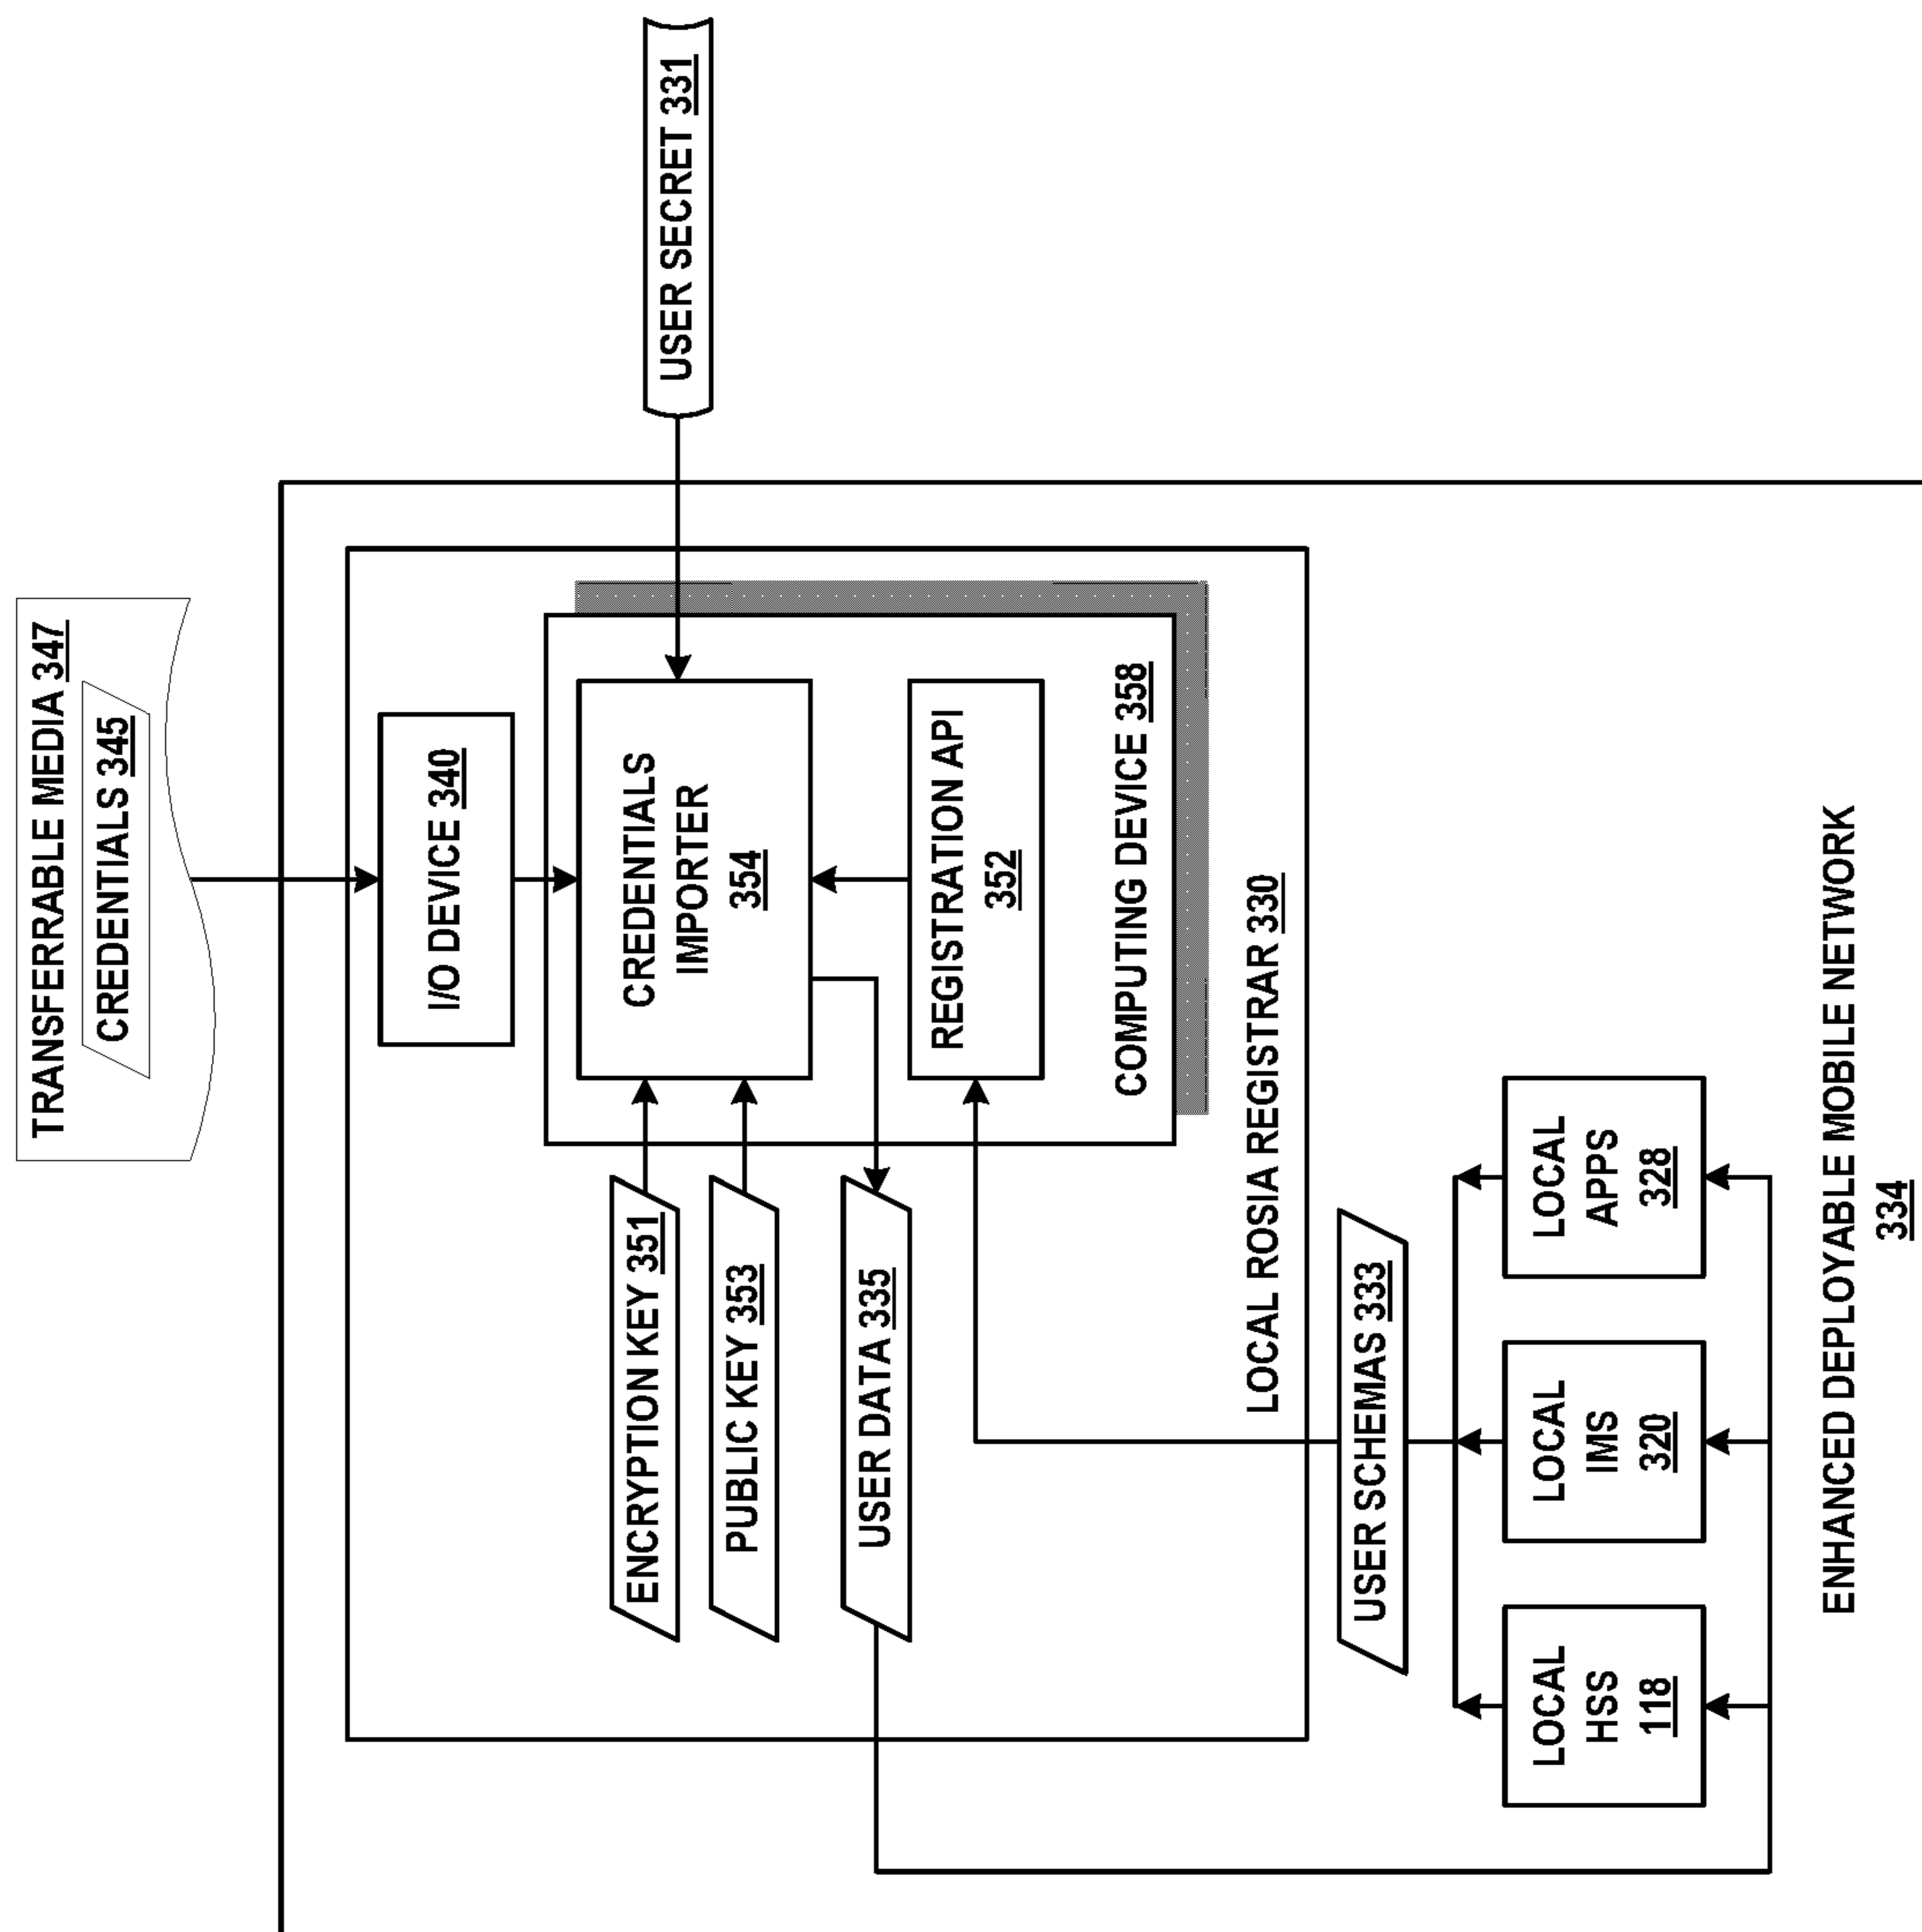 TRANSFERRABLE MEDIA 347
CREDENTIALS 345
I/O DEVICE 340
USER SECRET 331
ENCRYPTION KEY 351
PUBLIC KEY 353
CREDENTIALS
IMPORTER
354
USER DATA 335
REGISTRATION API
352
COMPUTING DEVICE 358
LOCAL ROSIA REGISTRAR 330
USER SCHEMAS 333
LOCAL
HSS
118
LOCAL
IMS
320
LOCAL
APPS
328
ENHANCED DEPLOYABLE MOBILE NETWORK
334